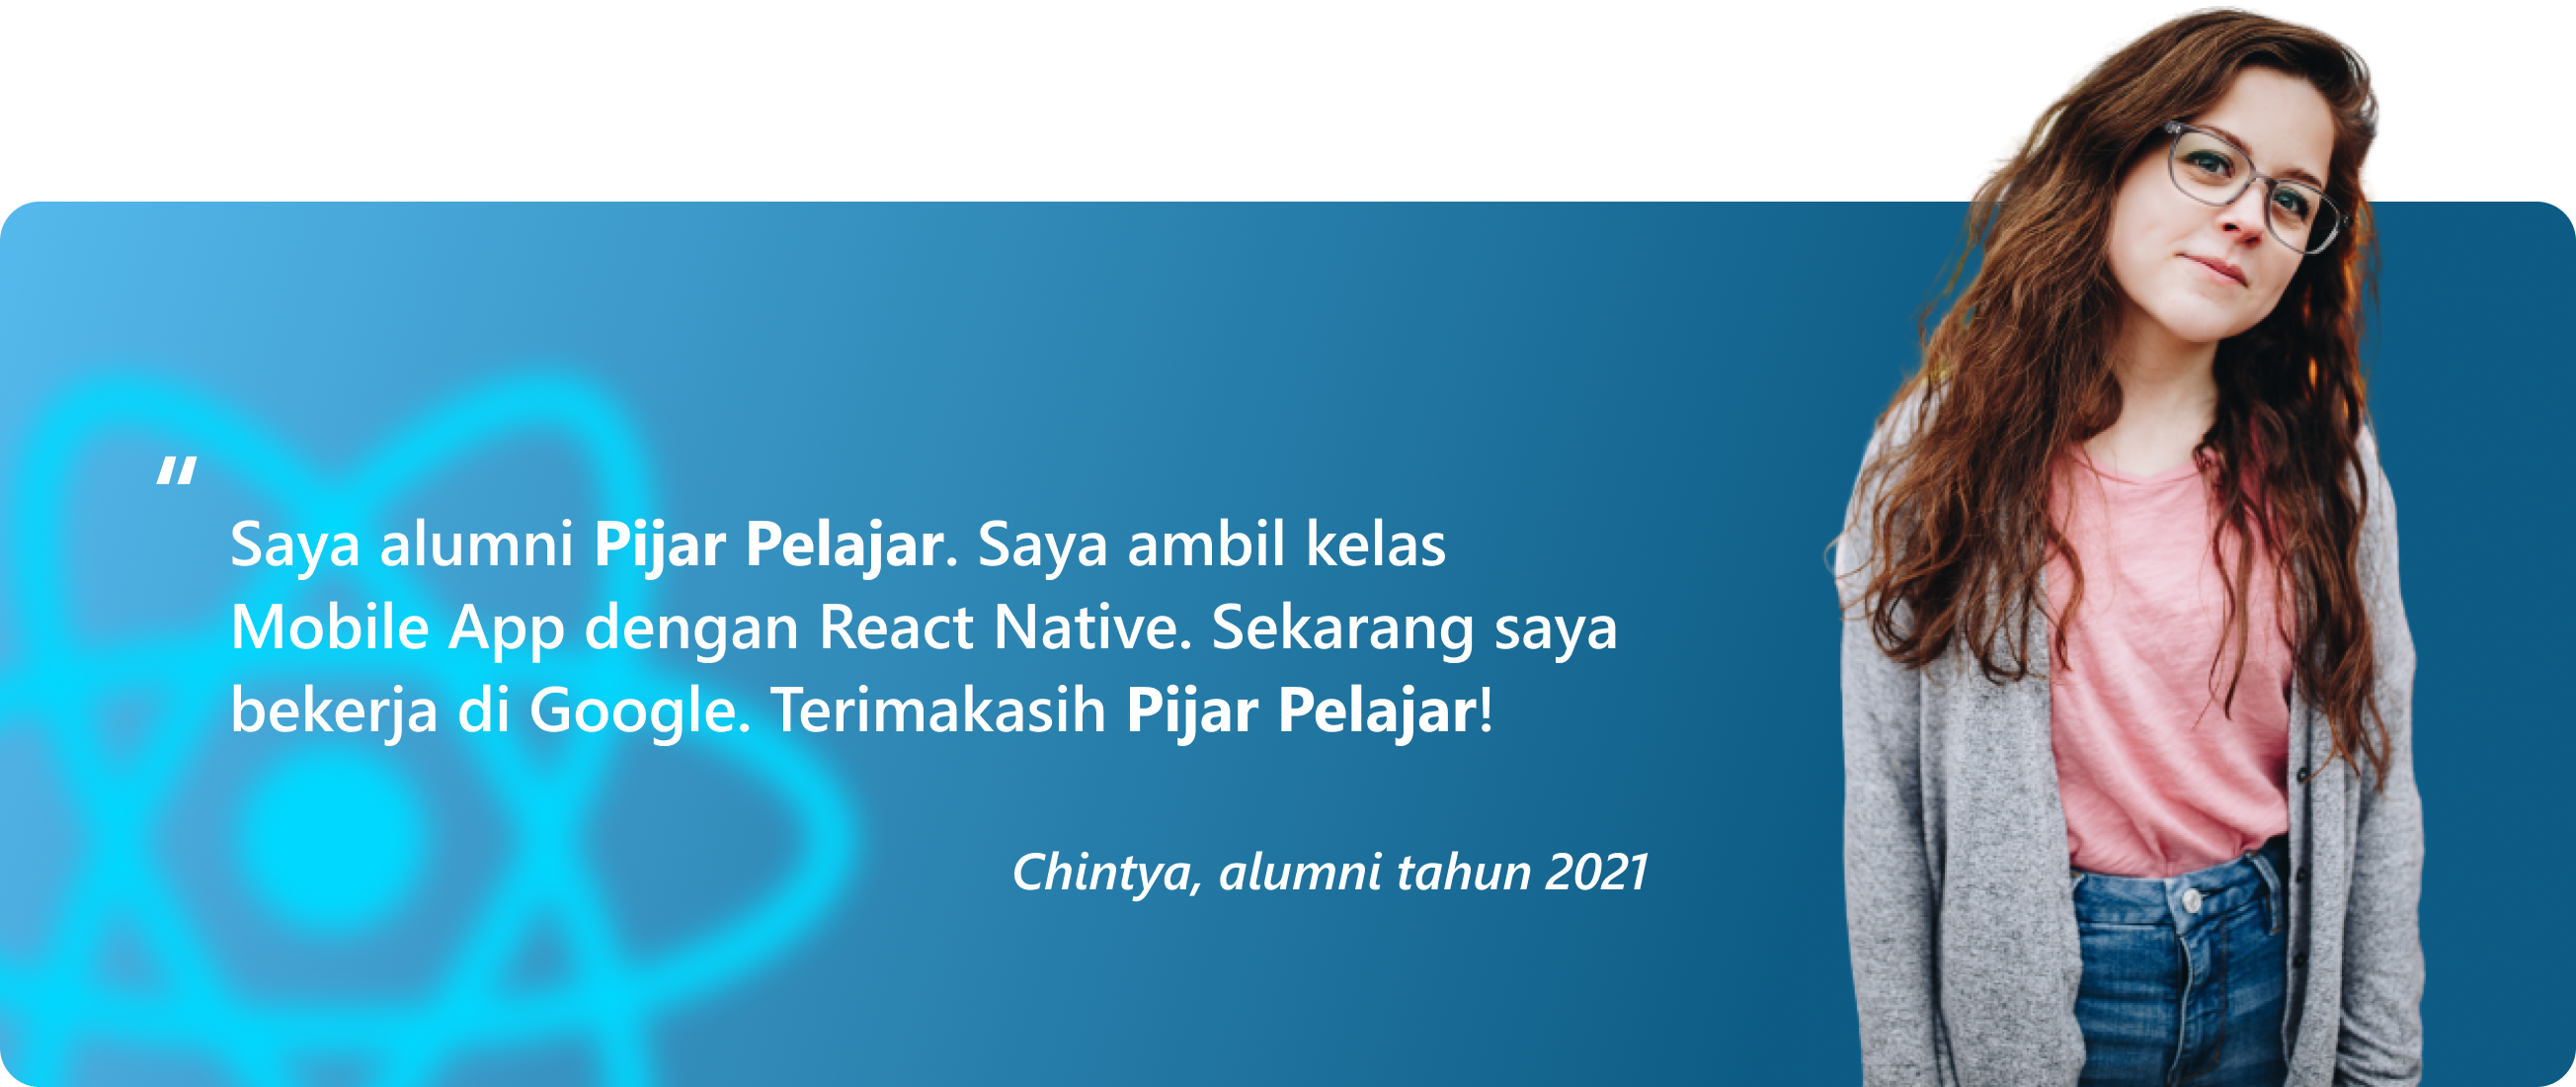 "
Saya alumni Pijar Pelajar. Saya ambil kelas
Mobile App dengan React Native. Sekarang saya
bekerja di Google. Terimakasih Pijar Pelajar!
Chintya, alumni tahun 2021